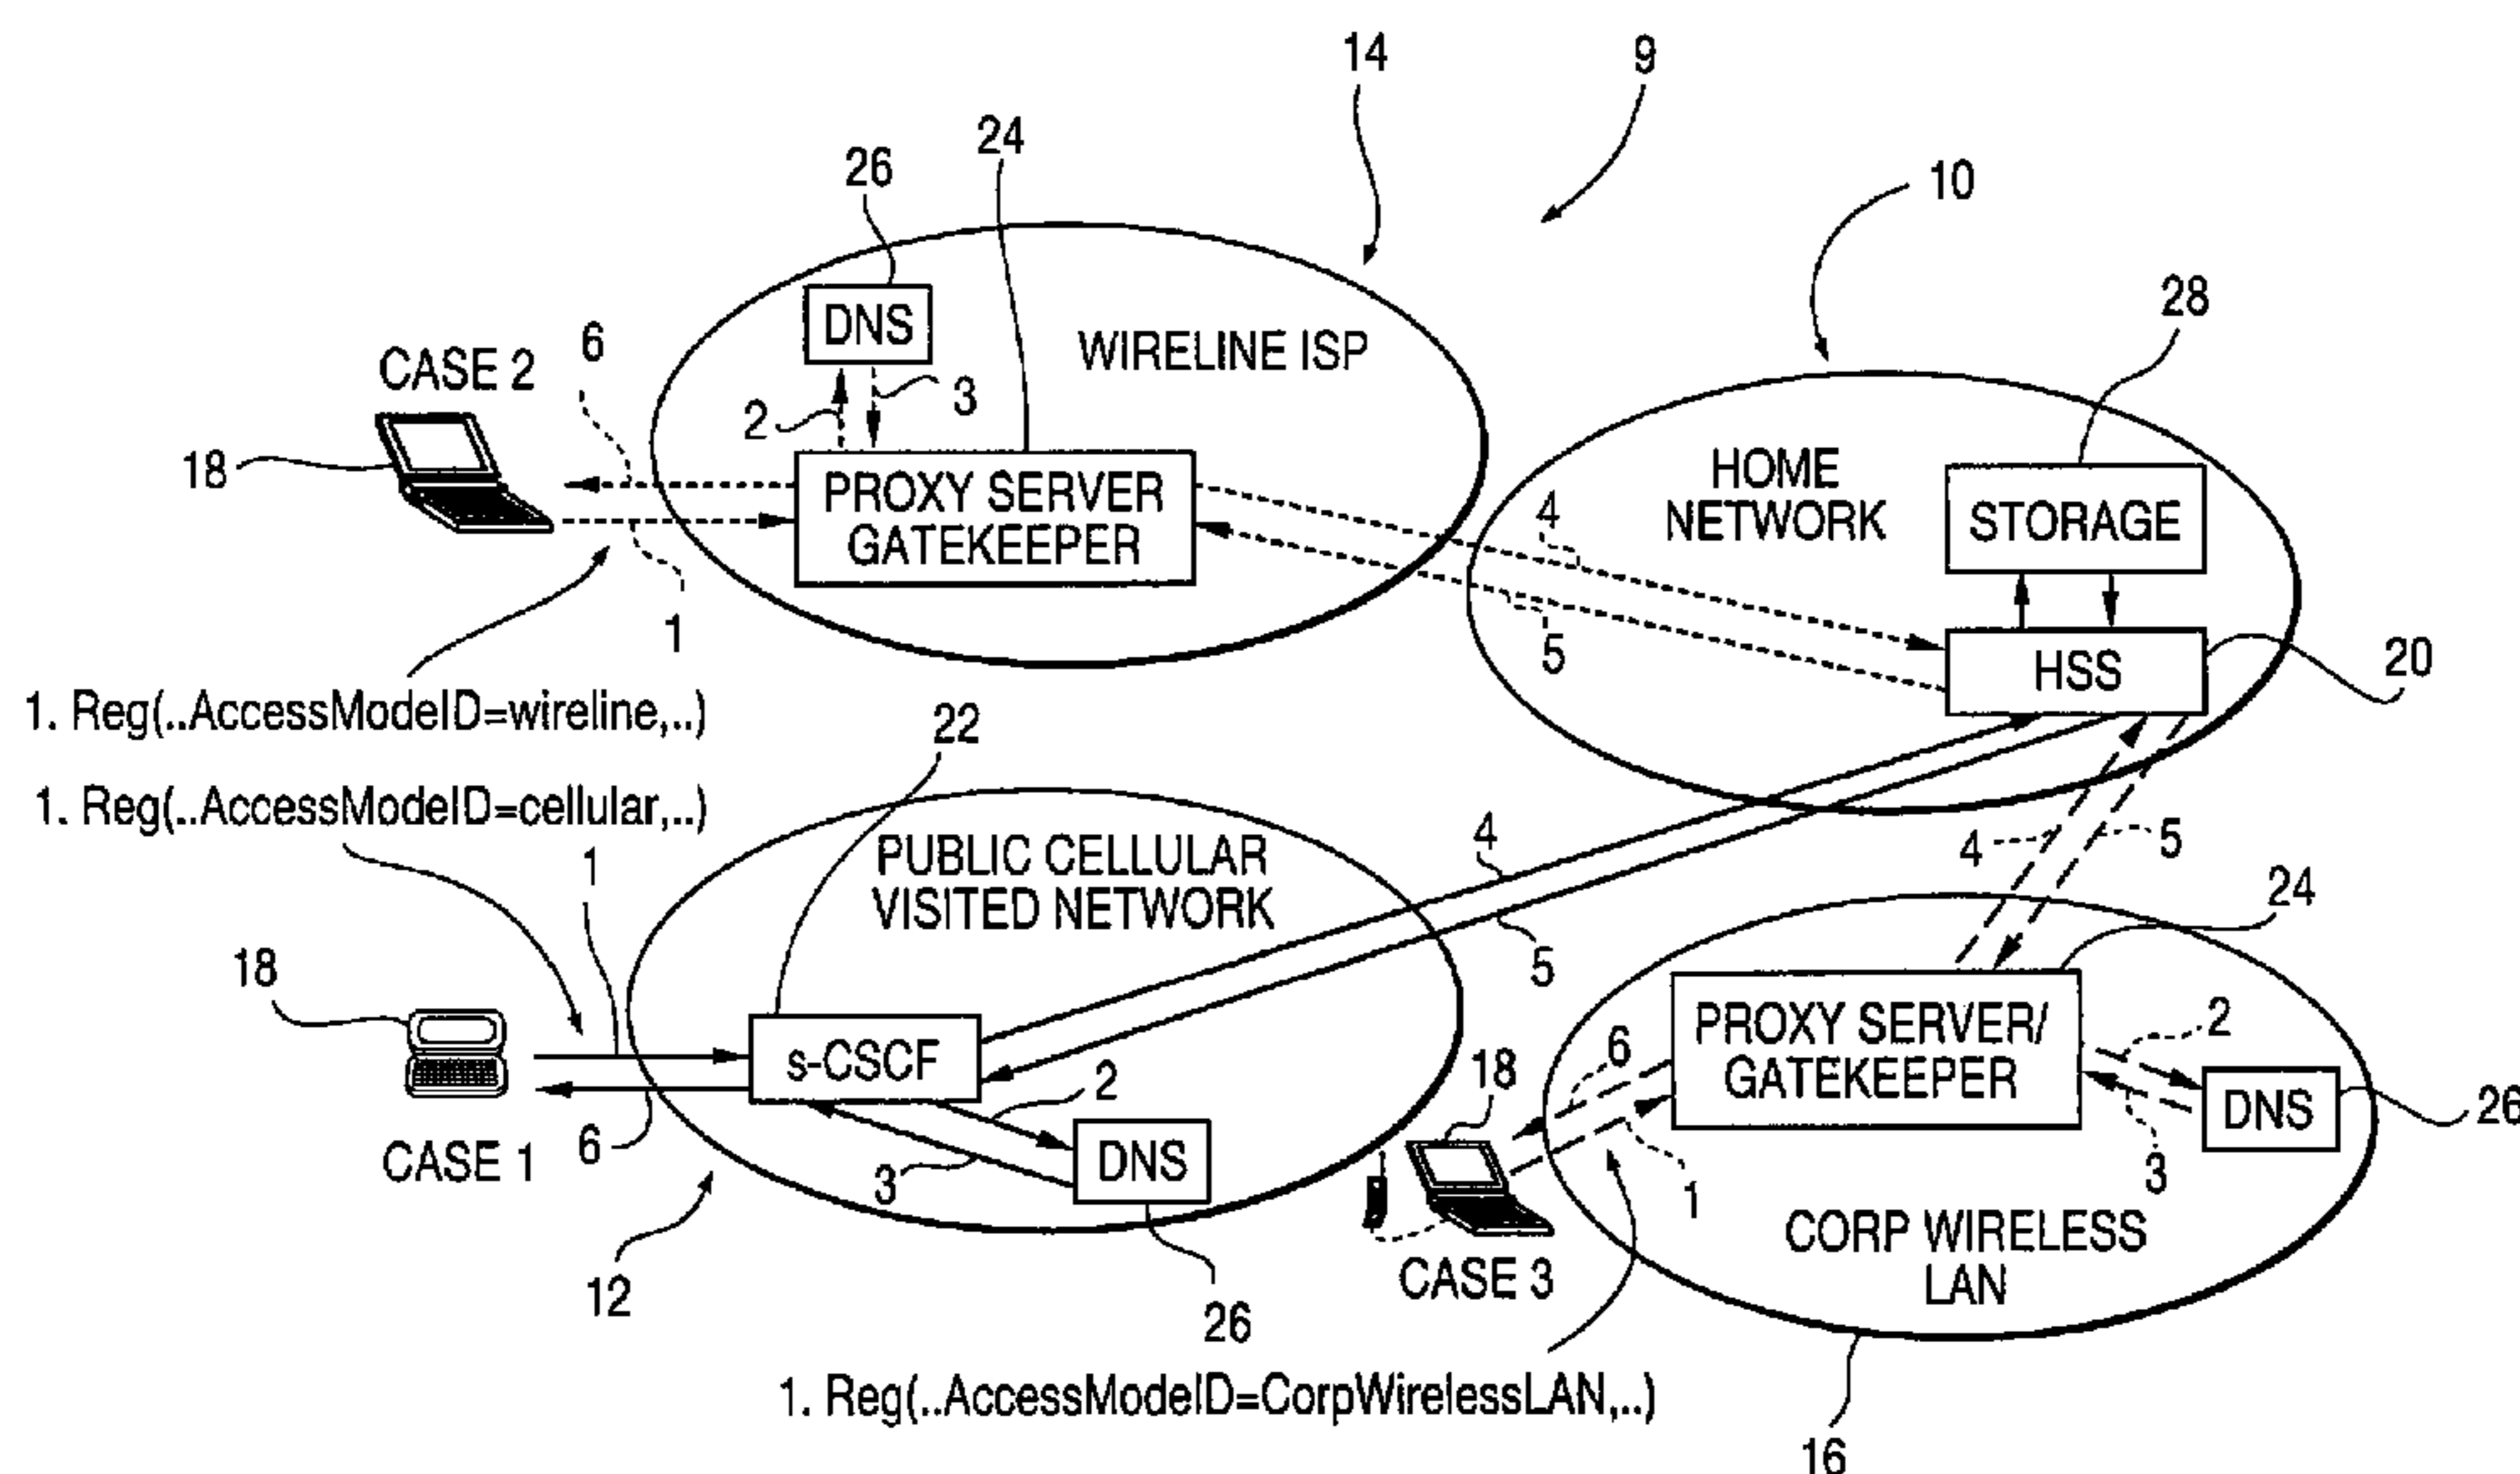 14
9
24
26
10
28
DNS
WIRELINE ISP
6
CASE 2
2
3
18
HOME
NETWORK
STORAGE
PROXY SERVER
GATEKEEPER
4
1
5
HSS
20
1. Reg(..AccessModeID=wireline,..)
22
1. Reg(..AccessModeID=cellular,..)
1
PUBLIC CELLULAR
VISITED NETWORK
4
4
5
24
18
5
s-CSCF
PROXY SERVER/
GATEKEEPER
2
6
18
2
DNS
26
CASE 1
6
3
DNS
1
3
CORP WIRELESS
LAN
12
26
CASE 3
1. Reg(..AccessModeID=CorpWirelessLAN,..)
16